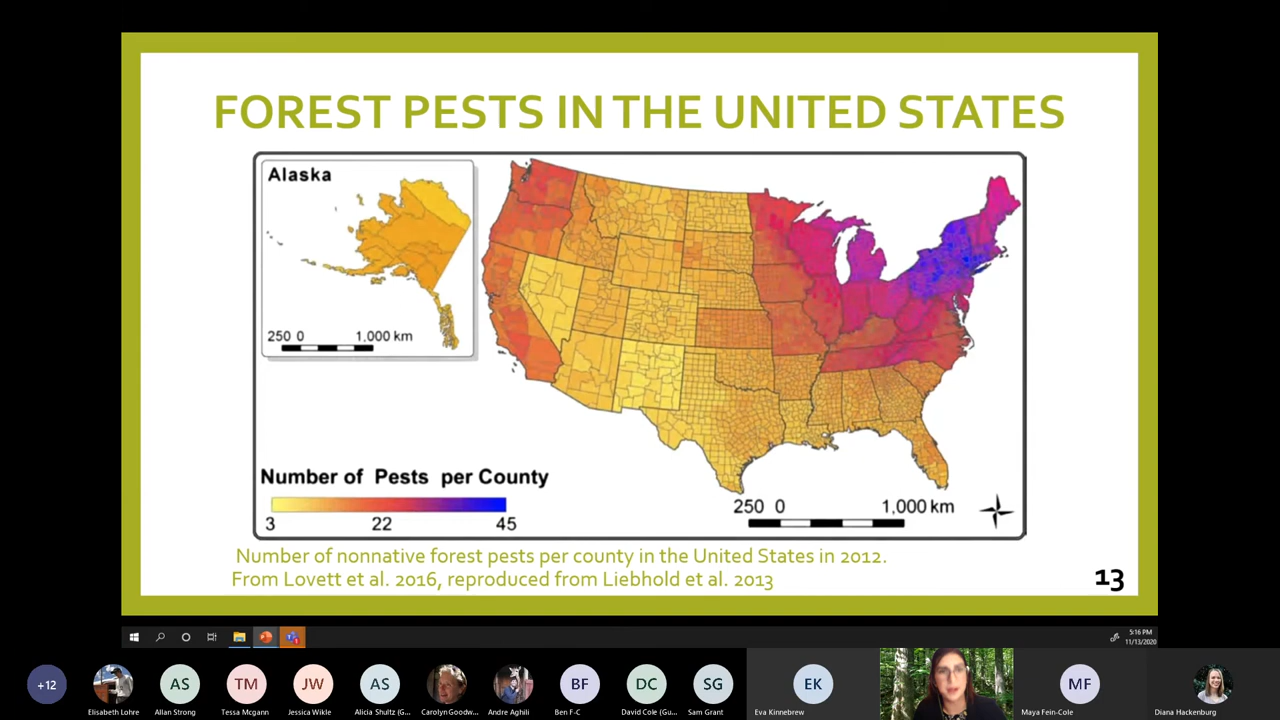 FOREST PESTS IN THE UNITED STATES
Alaska
250 0 1,000 km
Number of Pests per County
3 22 45
250 0 1,000 km
Number of nonnative forest pests per county in the United States in 2012.
From Lovett et al. 2016, reproduced from Liebhold et al. 2013
13
5:16 PM
11/13/2020
+12
AS
TM
JW
AS
BF
DC
SG
EK
MF
Elisabeth Lohre
Allan Strong
Tessa Mcgann
Jessica Wikle
Alicia Shultz (G...
Carolyn Goodw...
Andre Aghili
Ben F-C
David Cole (Gu...
Sam Grant
Eva Kinnebrew
Maya Fein-Cole
Diana Hackenburg